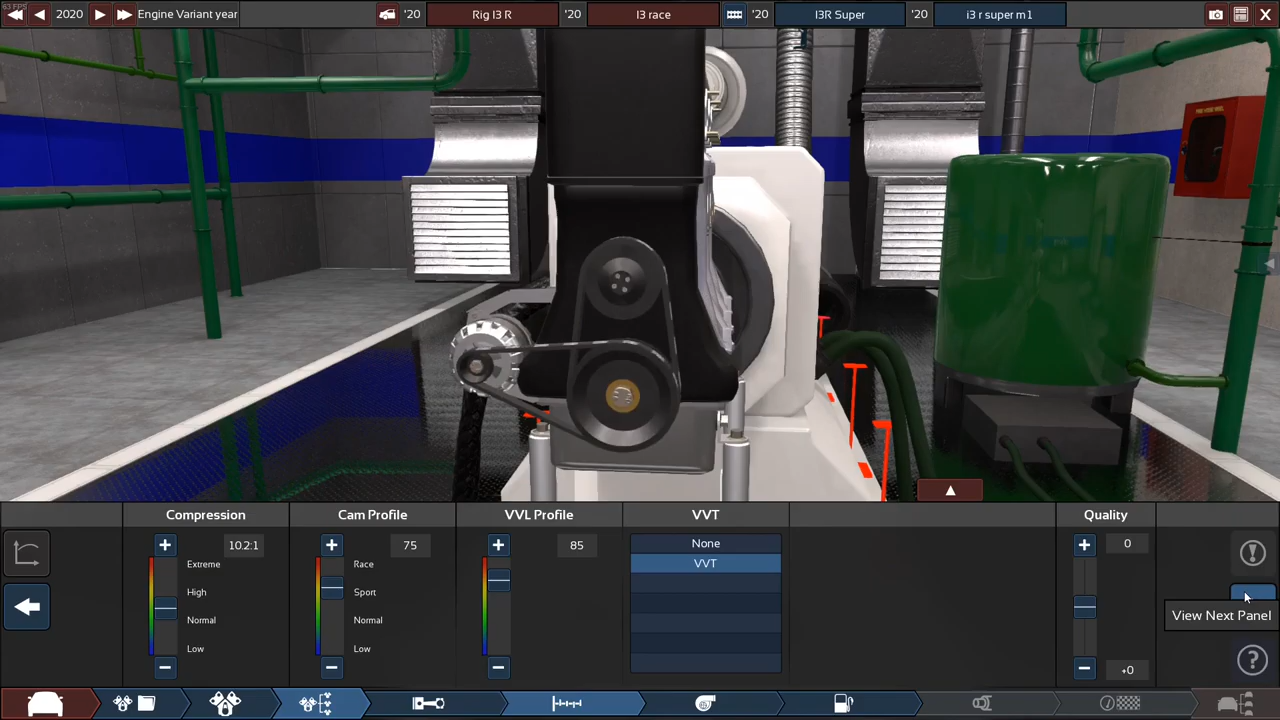 63 FPS
2020 Engine Variant year '20 Rig I3 R '20 I3 race '20 I3R Super '20 i3 r super m1
Compression Cam Profile VVL Profile VVT Quality
10.2:1 75 85 None 0
Extreme Race VVT
High Sport
View Next Panel
Normal Normal
Low Low
+0